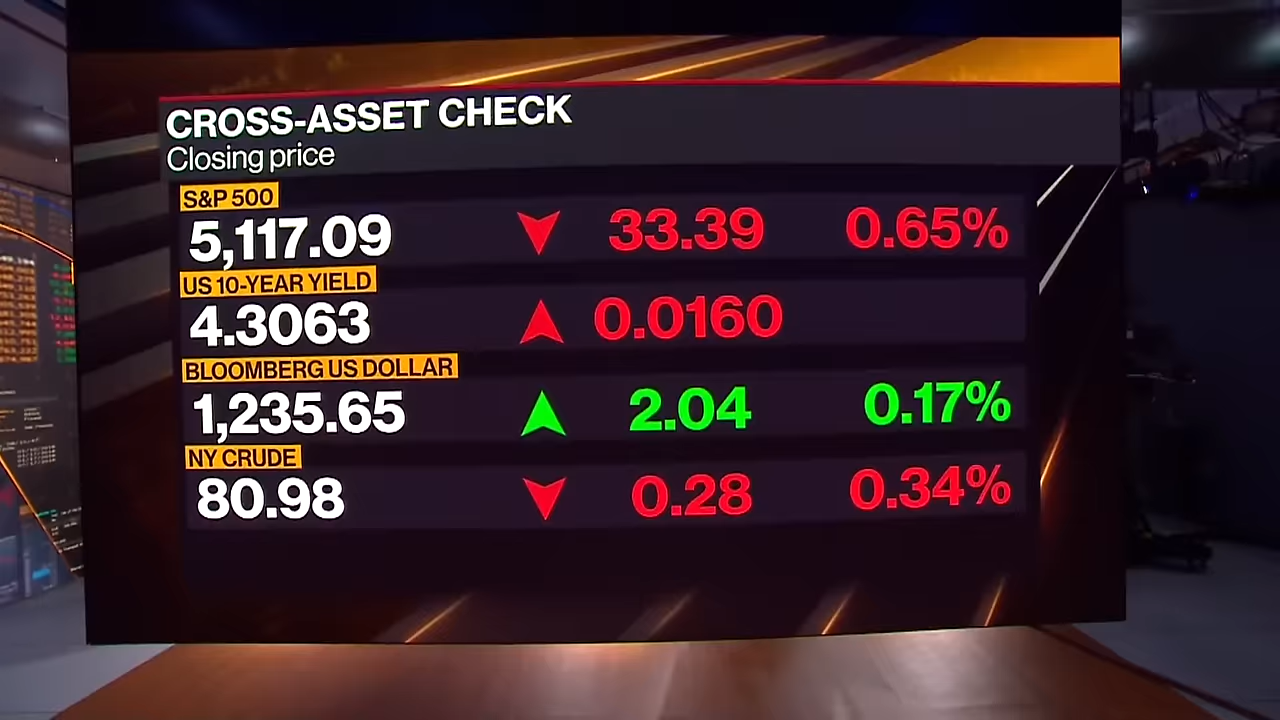 CROSS-ASSET CHECK
Closing price
S&P 500
5,117.09 33.39 0.65%
US 10-YEAR YIELD
4.3063 0.0160
BLOOMBERG US DOLLAR
1,235.65 2.04 0.17%
NY CRUDE
80.98 0.28 0.34%